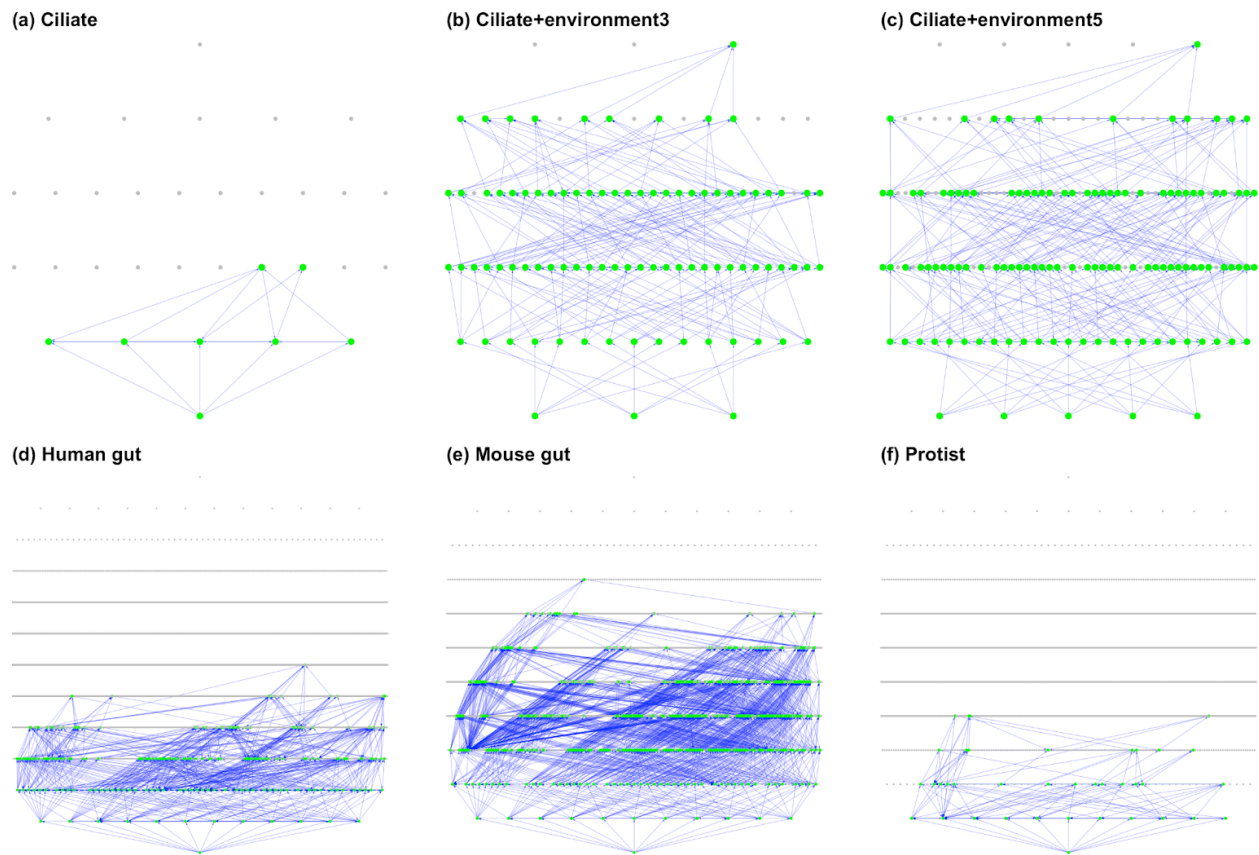 (a) Ciliate
(b) Ciliate+environment3
(c) Ciliate+environment5
(d) Human gut
(e) Mouse gut
(f) Protist